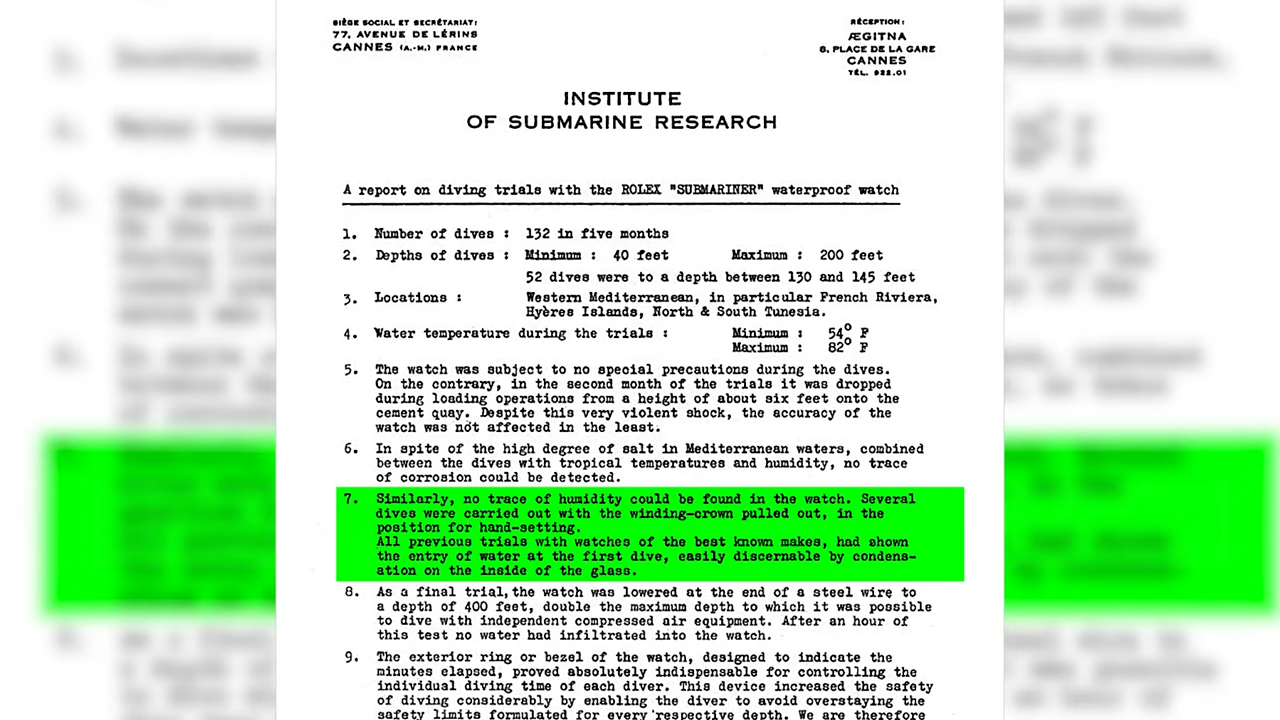 SIÈGE SOCIAL ET SECRÉTARIAT:
77, AVENUE DE LÉRINS
CANNES (A.-M.) FRANCE
RÉCEPTION:
ÆGITNA
8, PLACE DE LA GARE
CANNES
TÉL. 922.01
INSTITUTE
OF SUBMARINE RESEARCH
A report on diving trials with the ROLEX "SUBMARINER" waterproof watch
1. Number of dives : 132 in five months
2. Depths of dives : Minimum : 40 feet Maximum : 200 feet
52 dives were to a depth between 130 and 145 feet
3. Locations : Western Mediterranean, in particular French Riviera,
Hyères Islands, North & South Tunesia.
4. Water temperature during the trials : Minimum : 54° F
Maximum : 82° F
5. The watch was subject to no special precautions during the dives.
On the contrary, in the second month of the trials it was dropped
during loading operations from a height of about six feet onto the
cement quay. Despite this very violent shock, the accuracy of the
watch was not affected in the least.
6. In spite of the high degree of salt in Mediterranean waters, combined
between the dives with tropical temperatures and humidity, no trace
of corrosion could be detected.
7. Similarly, no trace of humidity could be found in the watch. Several
dives were carried out with the winding-crown pulled out, in the
position for hand-setting.
All previous trials with watches of the best known makes, had shown
the entry of water at the first dive, easily discernable by condens-
ation on the inside of the glass.
8. As a final trial, the watch was lowered at the end of a steel wire to
a depth of 400 feet, double the maximum depth to which it was possible
to dive with independent compressed air equipment. After an hour of
this test no water had infiltrated into the watch.
9. The exterior ring or bezel of the watch, designed to indicate the
minutes elapsed, proved absolutely indispensable for controlling the
individual diving time of each diver. This device increased the safety
of diving considerably by enabling the diver to avoid overstaying the
safety limits formulated for every respective depth. We are therefore